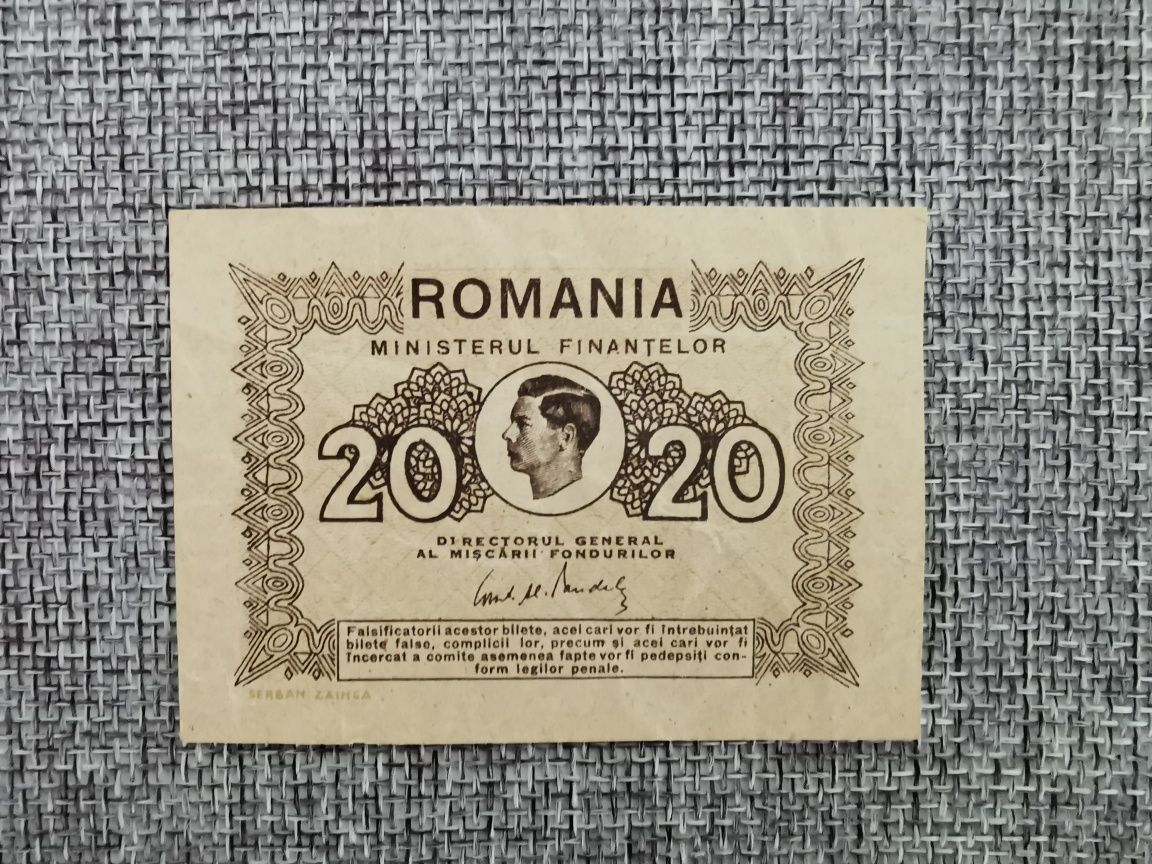 ROMANIA
MINISTERUL FINANȚELOR
20 20
DIRECTORUL GENERAL
AL MIȘCĂRII FONDURILOR
Falsificatorii acestor bilete, acei cari vor fi întrebuințat
bilete false, complicii lor, precum și acei cari vor fi
încercat a comite asemenea fapte vor fi pedepsiți con-
form legilor penale.
SERBAN ZAINEA